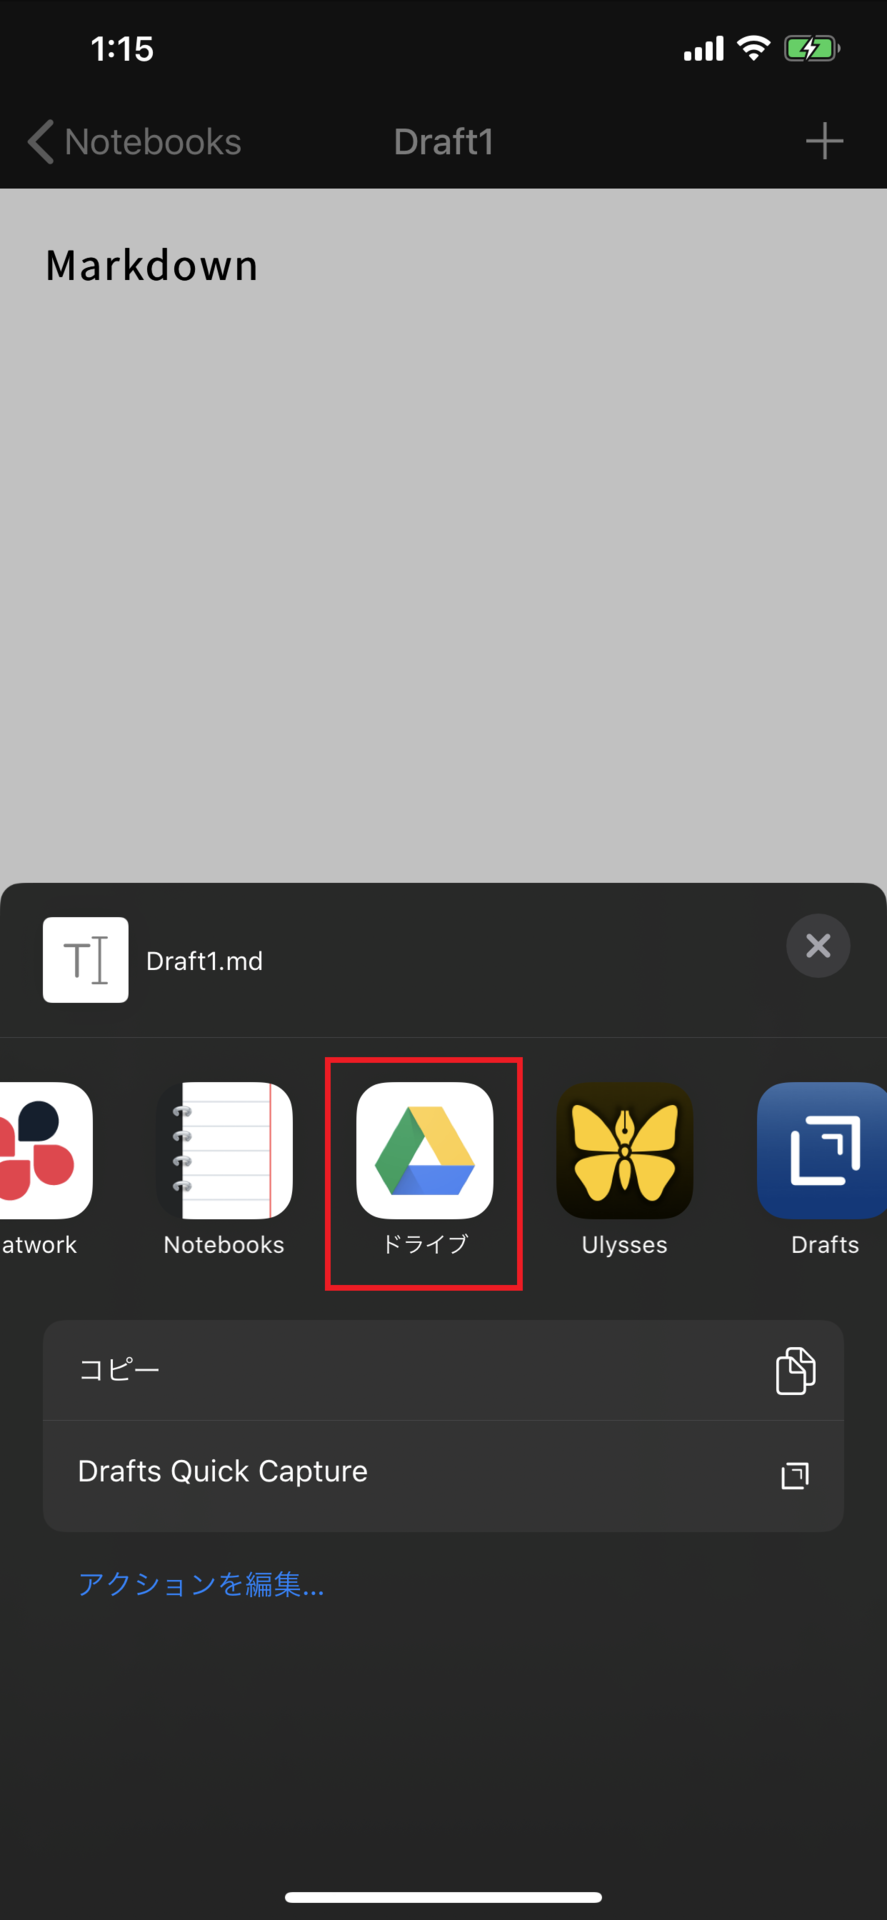 1:15
Notebooks
Draft1
Markdown
Draft1.md
atwork
Notebooks
ドライブ
Ulysses
Drafts
コピー
Drafts Quick Capture
アクションを編集...